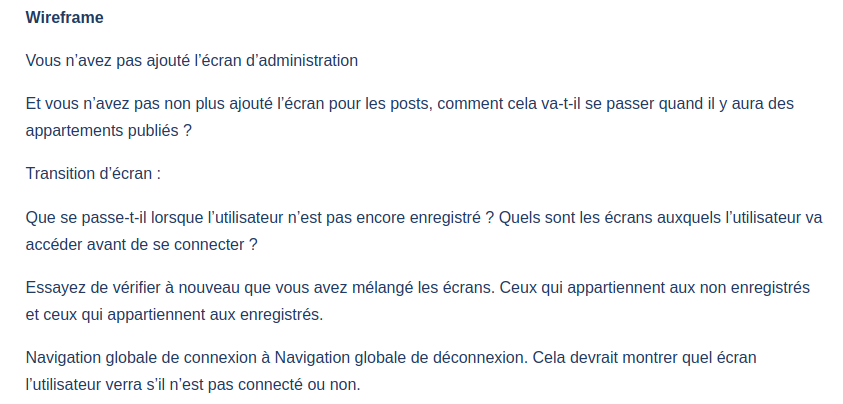 Wireframe
Vous n’avez pas ajouté l’écran d’administration
Et vous n’avez pas non plus ajouté l’écran pour les posts, comment cela va-t-il se passer quand il y aura des
appartements publiés ?
Transition d’écran :
Que se passe-t-il lorsque l’utilisateur n’est pas encore enregistré ? Quels sont les écrans auxquels l’utilisateur va
accéder avant de se connecter ?
Essayez de vérifier à nouveau que vous avez mélangé les écrans. Ceux qui appartiennent aux non enregistrés
et ceux qui appartiennent aux enregistrés.
Navigation globale de connexion à Navigation globale de déconnexion. Cela devrait montrer quel écran
l’utilisateur verra s’il n’est pas connecté ou non.